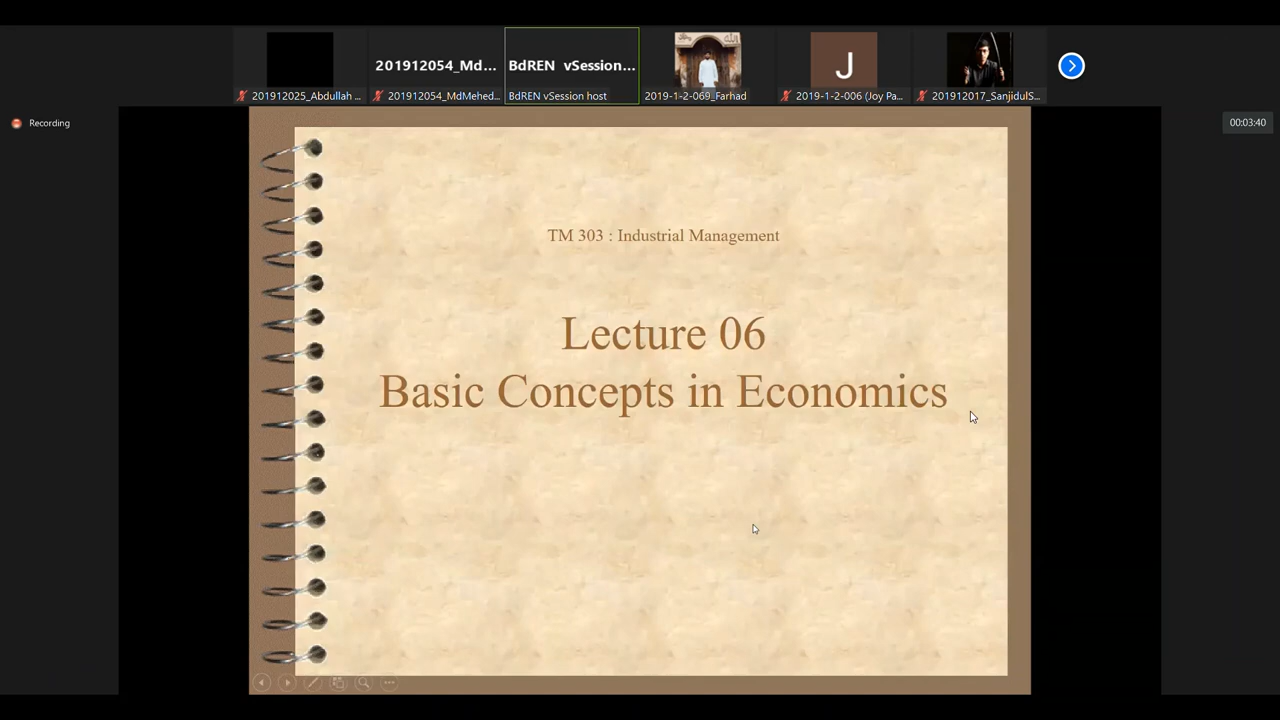 201912054_Md...
BdREN vSession...
J
201912025_Abdullah ...
201912054_MdMehed...
BdREN vSession host
2019-1-2-069_Farhad
2019-1-2-006 (Joy Pa...
201912017_SanjidulS...
Recording
00:03:40
TM 303 : Industrial Management
Lecture 06
Basic Concepts in Economics